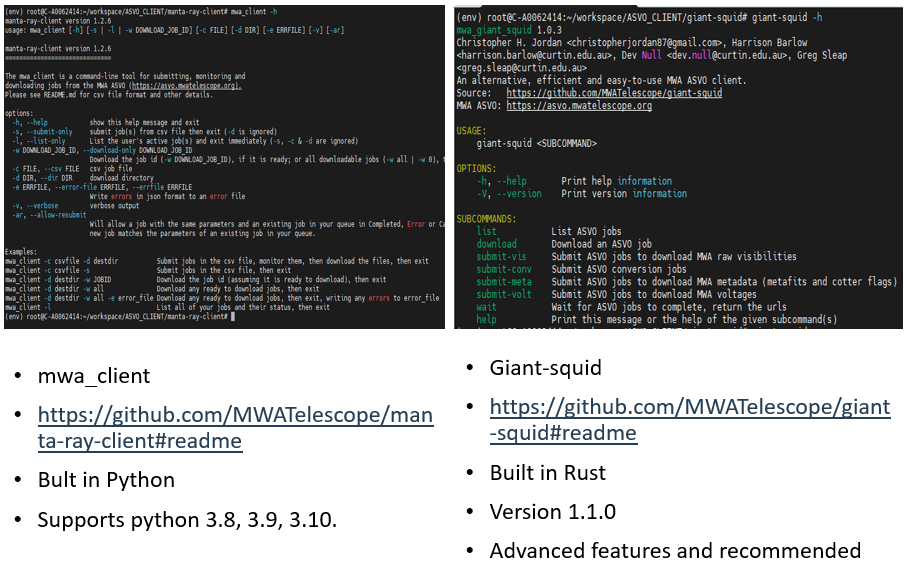 (env) root@C-A0062414:~/workspace/ASVO_CLIENT/manta-ray-client# mwa_client -h
manta-ray-client version 1.2.6
usage: mwa_client [-h] [-s | -l | -w DOWNLOAD_JOB_ID] [-c FILE] [-d DIR] [-e ERRFILE] [-v] [-ar]
manta-ray-client version 1.2.6
==============================
The mwa_client is a command-line tool for submitting, monitoring and
downloading jobs from the MWA ASVO (https://asvo.mwatelescope.org).
Please see README.md for csv file format and other details.
options:
-h, --help show this help message and exit
-s, --submit-only submit job(s) from csv file then exit (-d is ignored)
-l, --list-only List the user's active job(s) and exit immediately (-s, -c & -d are ignored)
-w DOWNLOAD_JOB_ID, --download-only DOWNLOAD_JOB_ID
Download the job id (-w DOWNLOAD_JOB_ID), if it is ready; or all downloadable jobs (-w all | -w 0),
-c FILE, --csv FILE csv job file
-d DIR, --dir DIR download directory
-e ERRFILE, --error-file ERRFILE, --errfile ERRFILE
Write errors in json format to an error file
-v, --verbose verbose output
-ar, --allow-resubmit
Will allow a job with the same parameters and an existing job in your queue in Completed, Error or Ca
new job matches the parameters of an existing job in your queue.
Examples:
mwa_client -c csvfile -d destdir Submit jobs in the csv file, monitor them, then download the files, then exit
mwa_client -c csvfile -s Submit jobs in the csv file, then exit
mwa_client -d destdir -w JOBID Download the job id (assuming it is ready to download), then exit
mwa_client -d destdir -w all Download any ready to download jobs, then exit
mwa_client -d destdir -w all -e error_file Download any ready to download jobs, then exit, writing any errors to error_file
mwa_client -l List all of your jobs and their status, then exit
(env) root@C-A0062414:~/workspace/ASVO_CLIENT/manta-ray-client#
• mwa_client
• https://github.com/MWATelescope/man
ta-ray-client#readme
• Bult in Python
• Supports python 3.8, 3.9, 3.10.
(env) root@C-A0062414:~/workspace/ASVO_CLIENT/giant-squid# giant-squid -h
mwa_giant_squid 1.0.3
Christopher H. Jordan <christopherjordan87@gmail.com>, Harrison Barlow
<harrison.barlow@curtin.edu.au>, Dev Null <dev.null@curtin.edu.au>, Greg Sleap
<greg.sleap@curtin.edu.au>
An alternative, efficient and easy-to-use MWA ASVO client.
Source: https://github.com/MWATelescope/giant-squid
MWA ASVO: https://asvo.mwatelescope.org
USAGE:
giant-squid <SUBCOMMAND>
OPTIONS:
-h, --help Print help information
-V, --version Print version information
SUBCOMMANDS:
list List ASVO jobs
download Download an ASVO job
submit-vis Submit ASVO jobs to download MWA raw visibilities
submit-conv Submit ASVO conversion jobs
submit-meta Submit ASVO jobs to download MWA metadata (metafits and cotter flags)
submit-volt Submit ASVO jobs to download MWA voltages
wait Wait for ASVO jobs to complete, return the urls
help Print this message or the help of the given subcommand(s)
• Giant-squid
• https://github.com/MWATelescope/giant
-squid#readme
• Built in Rust
• Version 1.1.0
• Advanced features and recommended